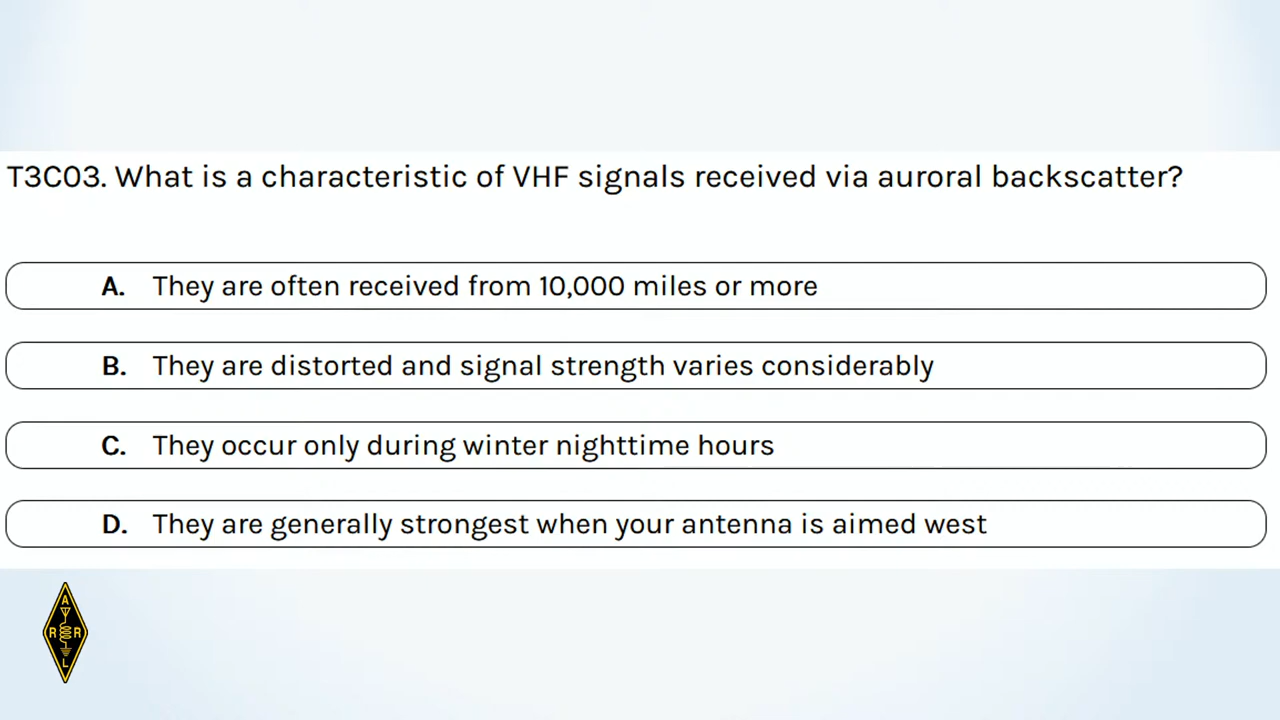 T3C03. What is a characteristic of VHF signals received via auroral backscatter?
A. They are often received from 10,000 miles or more
B. They are distorted and signal strength varies considerably
C. They occur only during winter nighttime hours
D. They are generally strongest when your antenna is aimed west
A
R R
L